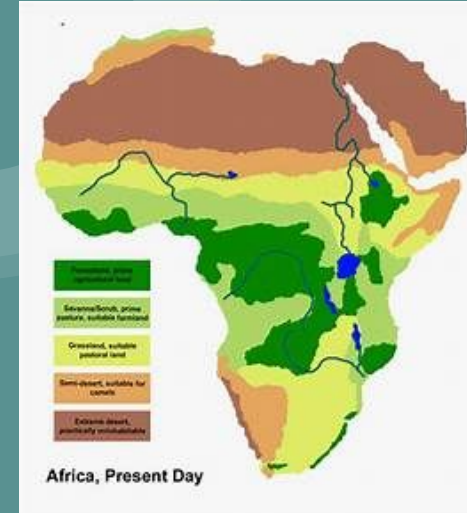 Forestland, prime
agricultural land
Savanna/Scrub, prime
pasture, suitable farmland
Grassland, suitable
pastoral land
Semi-desert, suitable for
camels
Extreme desert,
practically uninhabitable
Africa, Present Day